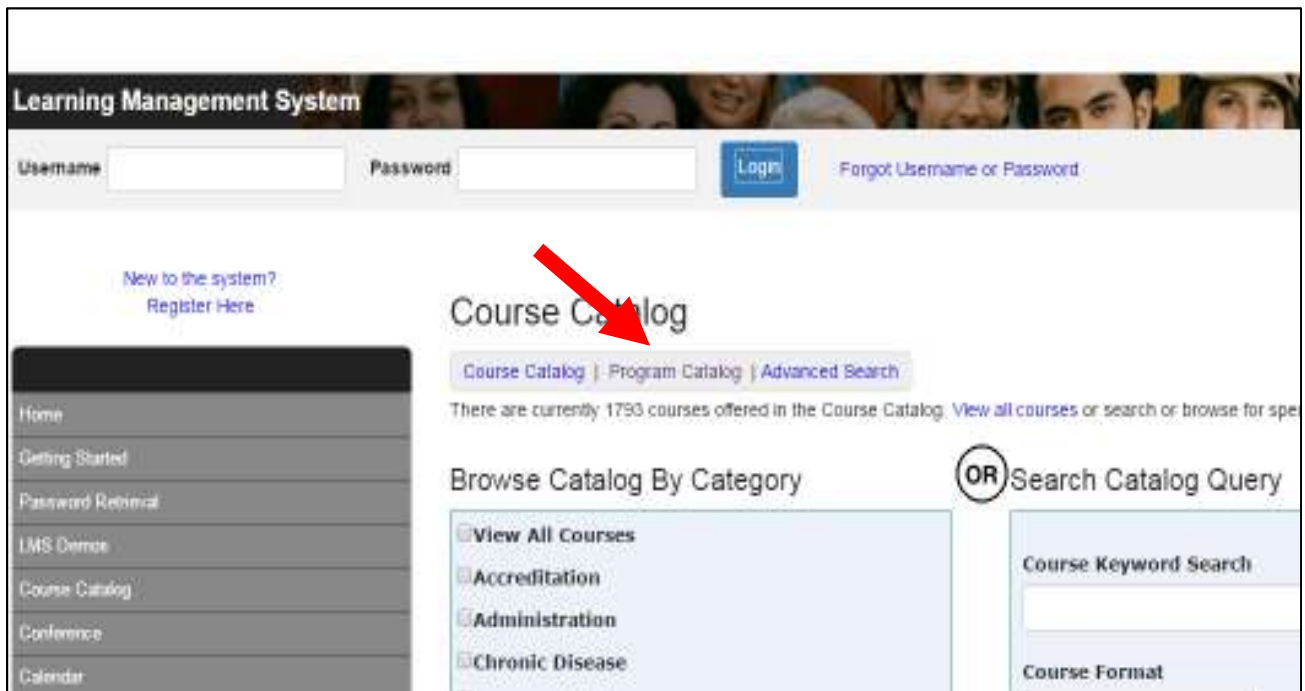 Learning Management System
Username
Password
Login
Forgot Username or Password
New to the system?
Register Here
Home
Getting Started
Password Retrieval
LMS Demos
Course Catalog
Conference
Calendar
Course Catalog
Course Catalog | Program Catalog | Advanced Search
There are currently 1793 courses offered in the Course Catalog. View all courses or search or browse for
Browse Catalog By Category
View All Courses
Accreditation
Administration
Chronic Disease
OR
Search Catalog Query
Course Keyword Search
Course Format